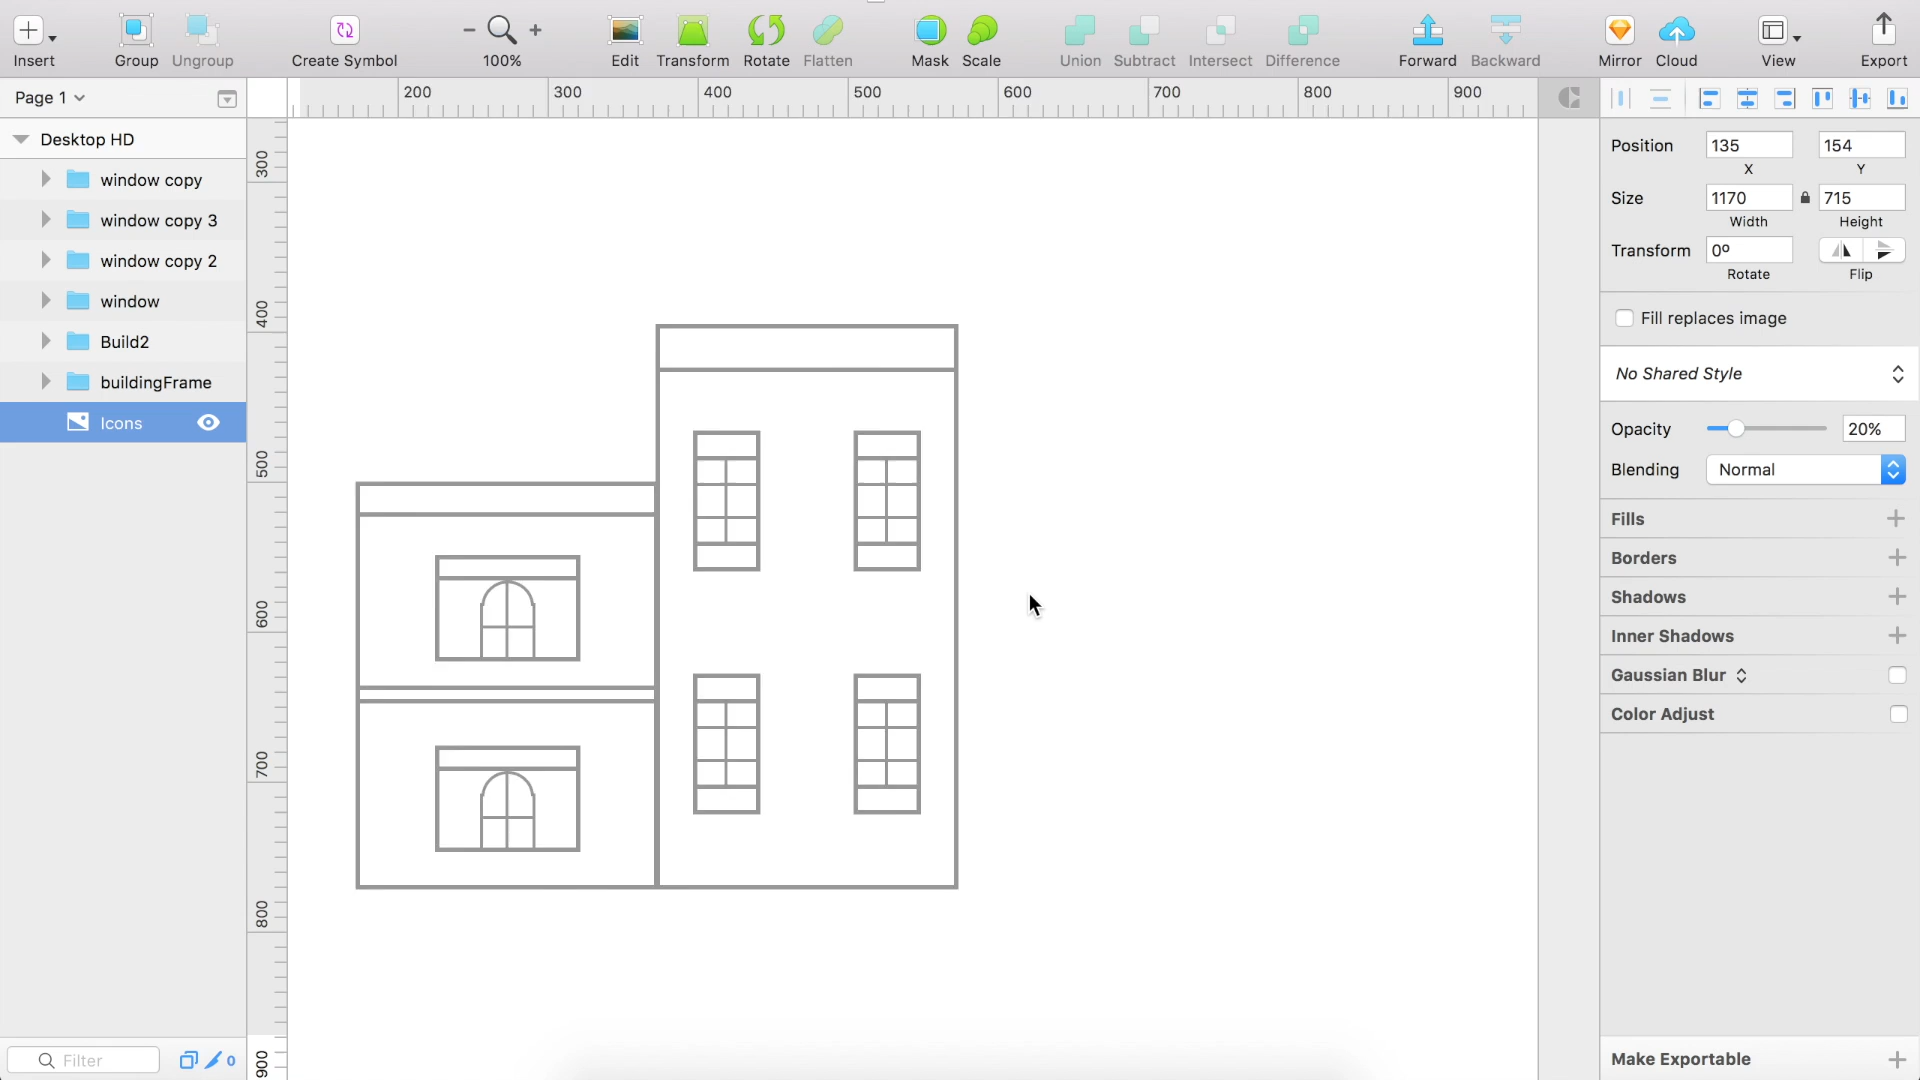 Insert
Group
Ungroup
Create Symbol
100%
Edit
Transform
Rotate
Flatten
Mask
Scale
Union
Subtract
Intersect
Difference
Forward
Backward
Mirror
Cloud
View
Export
Page 1
200
300
400
500
600
700
800
900
Desktop HD
window copy
window copy 3
window copy 2
window
Build2
buildingFrame
Icons
300
400
500
600
700
800
900
Filter
0
Position
135
154
X
Y
Size
1170
715
Width
Height
Transform
0º
Rotate
Flip
Fill replaces image
No Shared Style
Opacity
20%
Blending
Normal
Fills
Borders
Shadows
Inner Shadows
Gaussian Blur
Color Adjust
Make Exportable